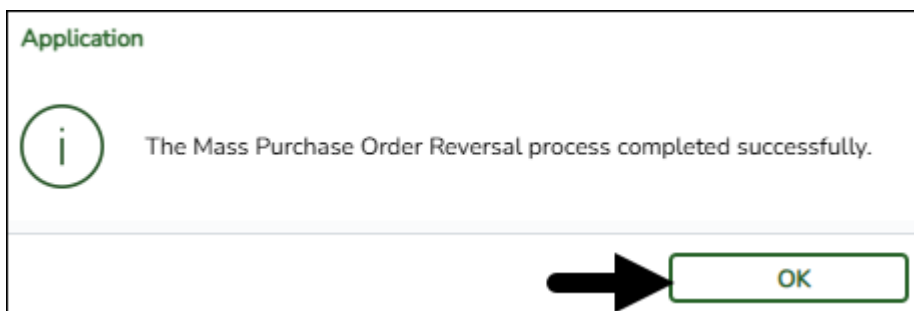 Application
The Mass Purchase Order Reversal process completed successfully.
OK